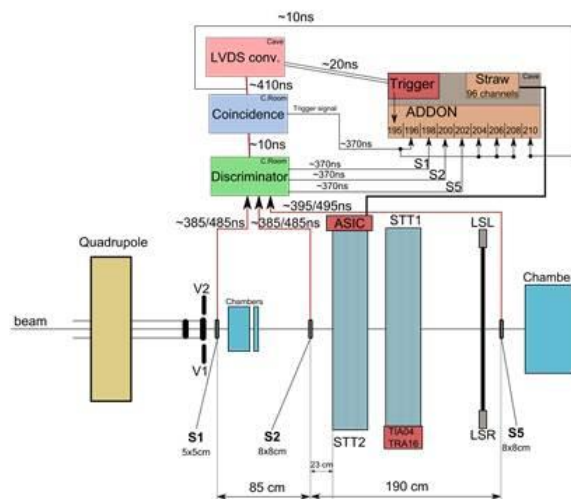 ~10ns
Cave
LVDS conv.
~20ns
~410ns
Trigger
Straw
96 channels
Cave
ADDON
C.Room
Coincidence
Trigger signal
195 196 198 200 202 204 206 208 210
~370ns
~10ns
C.Room
Discriminator
~370ns
~370ns
~370ns
S1
S2
S5
~395/495ns
~385/485ns
~385/485ns
ASIC
STT1
LSL
Quadrupole
V2
Chambers
Chamber
beam
V1
S1
5x5cm
S2
8x8cm
STT2
TIA04
TRA16
LSR
S5
8x8cm
23 cm
85 cm
190 cm